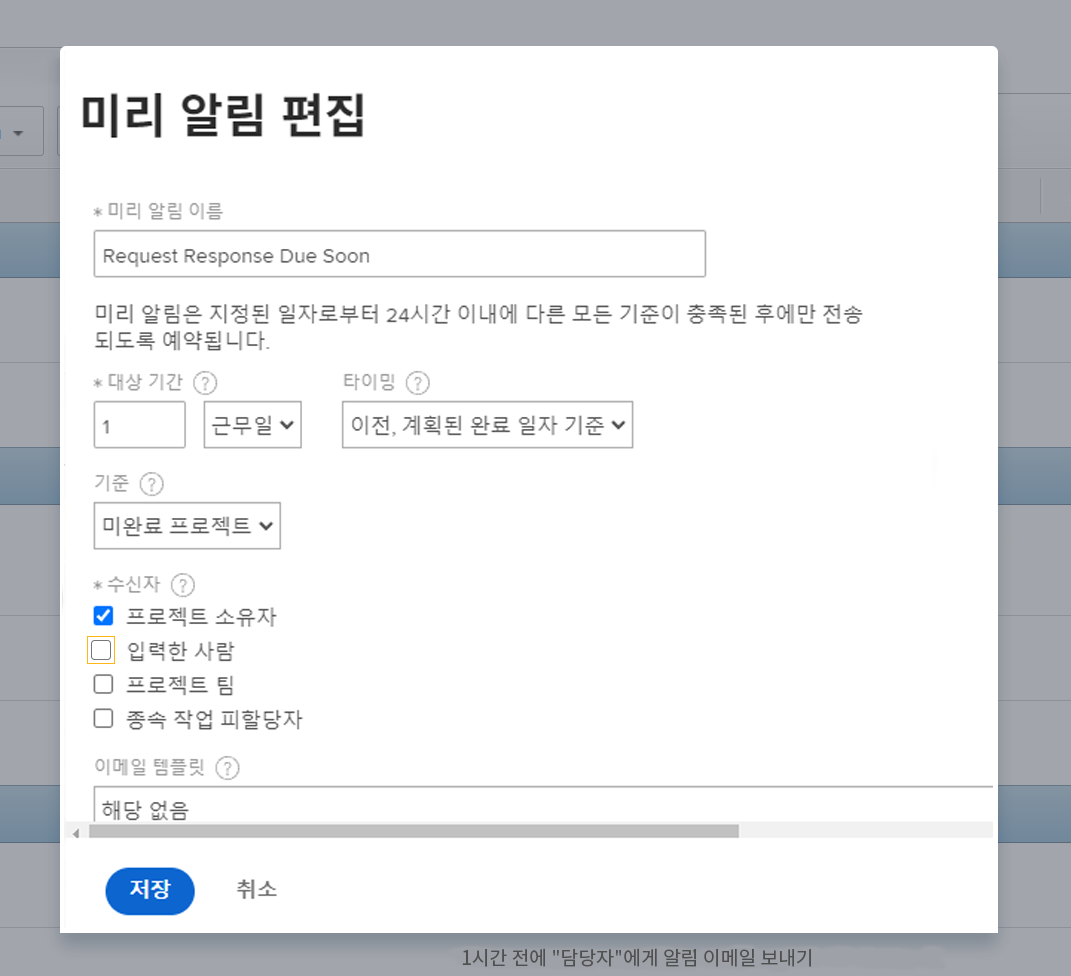 미리 알림 편집
* 미리 알림 이름
Request Response Due Soon
미리 알림은 지정된 일자로부터 24시간 이내에 다른 모든 기준이 충족된 후에만 전송
되도록 예약됩니다.
* 대상 기간 ? 타이밍 ?
1 근무일 이전, 계획된 완료 일자 기준
기준 ?
미완료 프로젝트
* 수신자 ?
프로젝트 소유자
입력한 사람
프로젝트 팀
종속 작업 피할당자
이메일 템플릿 ?
해당 없음
저장 취소
1시간 전에 "담당자"에게 알림 이메일 보내기